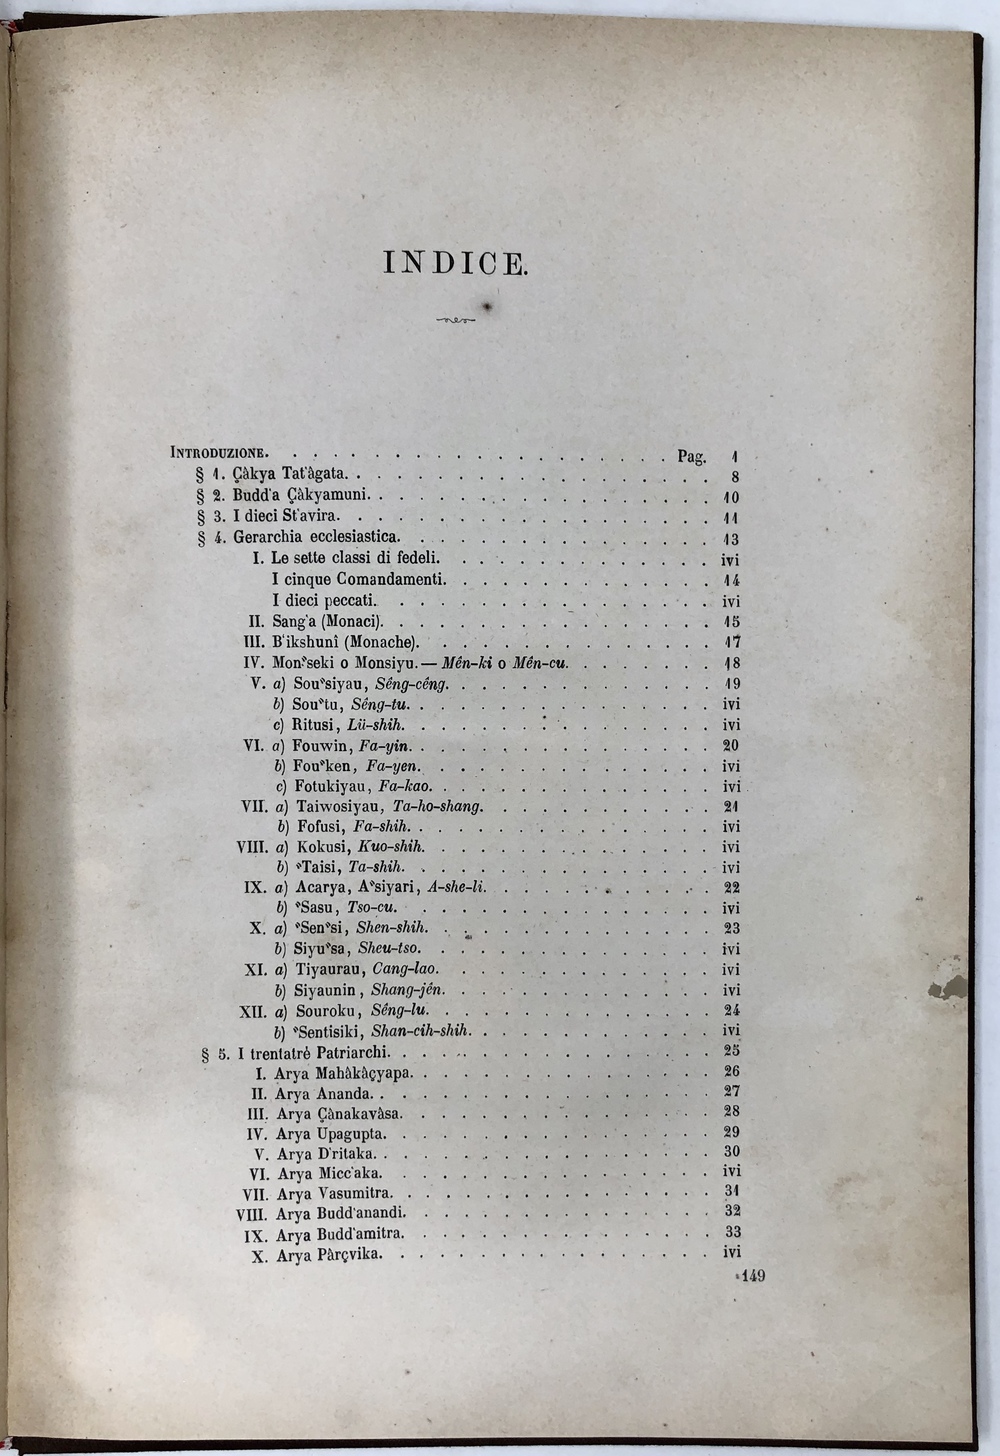 INDICE.
INTRODUZIONE. . . . . . . . . . . . . . . . . . . . Pag. 1
§ 1. Çâkya Tat'âgata. . . . . . . . . . . . . . . . . . . 8
§ 2. Budd'a Çâkyamuni. . . . . . . . . . . . . . . . . . 10
§ 3. I dieci St'avira. . . . . . . . . . . . . . . . . . . 11
§ 4. Gerarchia ecclesiastica. . . . . . . . . . . . . . . . 13
I. Le sette classi di fedeli. . . . . . . . . . . . . . ivi
I cinque Comandamenti. . . . . . . . . . . . . . 14
I dieci peccati. . . . . . . . . . . . . . . . . . ivi
II. Sang'a (Monaci). . . . . . . . . . . . . . . . . 15
III. B'ikshunî (Monache). . . . . . . . . . . . . . . 17
IV. Mon°seki o Monsiyu. — Mên-ki o Mên-cu. . . . . . . . 18
V. a) Sou°siyau, Sêng-cêng. . . . . . . . . . . . . . 19
b) Sou°tu, Sêng-tu. . . . . . . . . . . . . . . . ivi
c) Ritusi, Lü-shih. . . . . . . . . . . . . . . . ivi
VI. a) Fouwin, Fa-yin. . . . . . . . . . . . . . . . 20
b) Fou°ken, Fa-yen. . . . . . . . . . . . . . . . ivi
c) Fotukiyau, Fa-kao. . . . . . . . . . . . . . . ivi
VII. a) Taiwosiyau, Ta-ho-shang. . . . . . . . . . . . 21
b) Fofusi, Fa-shih. . . . . . . . . . . . . . . . ivi
VIII. a) Kokusi, Kuo-shih. . . . . . . . . . . . . . . ivi
b) °Taisi, Ta-shih. . . . . . . . . . . . . . . . ivi
IX. a) Acarya, A°siyari, A-she-li. . . . . . . . . . . . 22
b) °Sasu, Tso-cu. . . . . . . . . . . . . . . . . ivi
X. a) °Sen°si, Shen-shih. . . . . . . . . . . . . . . 23
b) Siyu°sa, Sheu-tso. . . . . . . . . . . . . . . ivi
XI. a) Tiyaurau, Cang-lao. . . . . . . . . . . . . . . ivi
b) Siyaunin, Shang-jên. . . . . . . . . . . . . . ivi
XII. a) Souroku, Sêng-lu. . . . . . . . . . . . . . . 24
b) °Sentisiki, Shan-cih-shih. . . . . . . . . . . . . ivi
§ 5. I trentatrè Patriarchi. . . . . . . . . . . . . . . . . 25
I. Arya Mahâkâçyapa. . . . . . . . . . . . . . . . 26
II. Arya Ananda. . . . . . . . . . . . . . . . . . 27
III. Arya Çânakavâsa. . . . . . . . . . . . . . . . 28
IV. Arya Upagupta. . . . . . . . . . . . . . . . . 29
V. Arya D'ritaka. . . . . . . . . . . . . . . . . . 30
VI. Arya Micc'aka. . . . . . . . . . . . . . . . . ivi
VII. Arya Vasumitra. . . . . . . . . . . . . . . . . 31
VIII. Arya Budd'anandi. . . . . . . . . . . . . . . . 32
IX. Arya Budd'amitra. . . . . . . . . . . . . . . . 33
X. Arya Pârçvika. . . . . . . . . . . . . . . . . . ivi
149